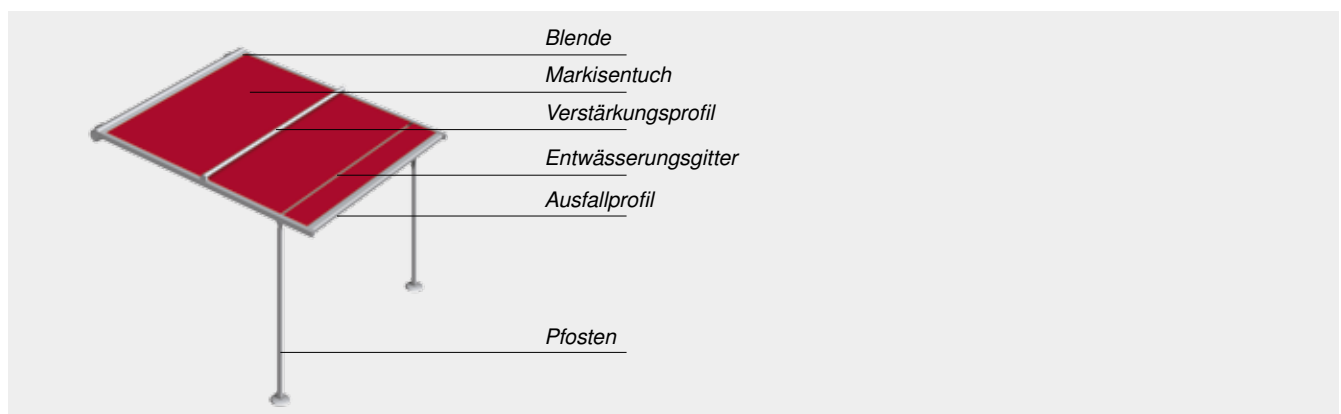 Blende
Markisentuch
Verstärkungsprofil
Entwässerungsgitter
Ausfallprofil
Pfosten